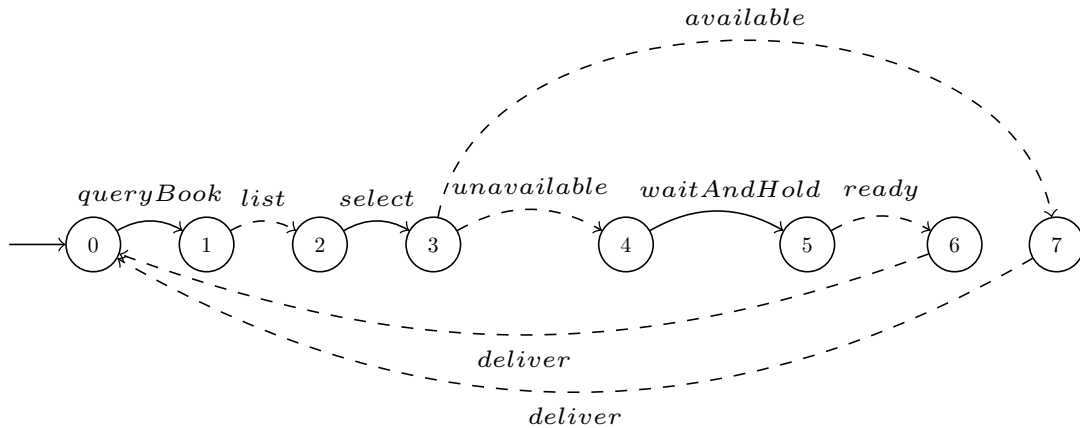 available
queryBook list select unavailable waitAndHold ready
0 1 2 3 4 5 6 7
deliver
deliver